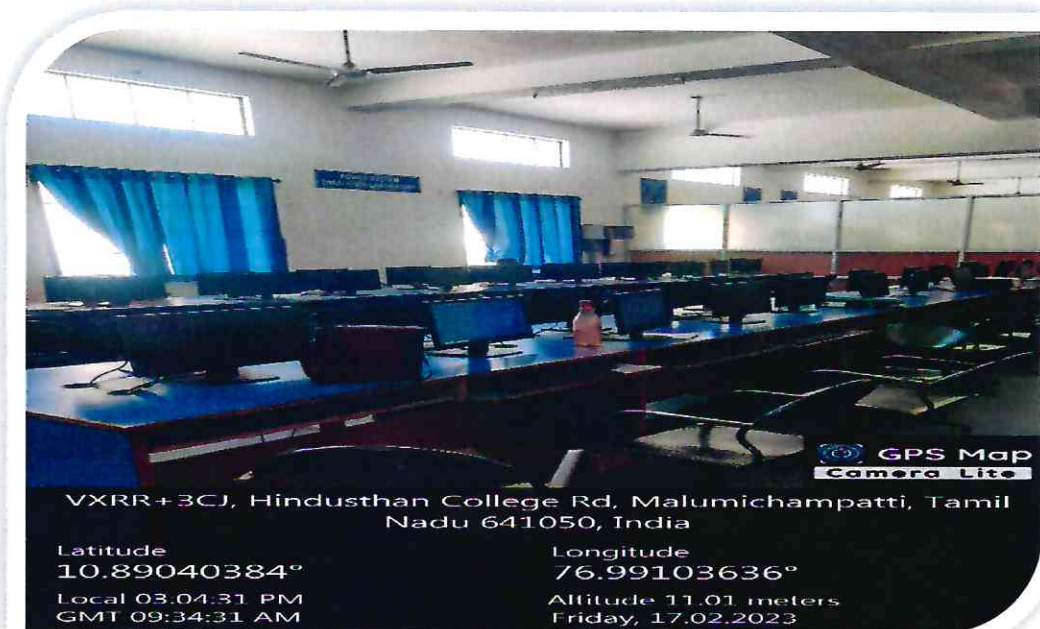 GPS Map
Camera Lite
VXRR+3CJ, Hindusthan College Rd, Malumichampatti, Tamil
Nadu 641050, India
Latitude
10.89040384°
Longitude
76.99103636°
Local 03:04:31 PM
GMT 09:34:31 AM
Altitude 11.01 meters
Friday, 17.02.2023